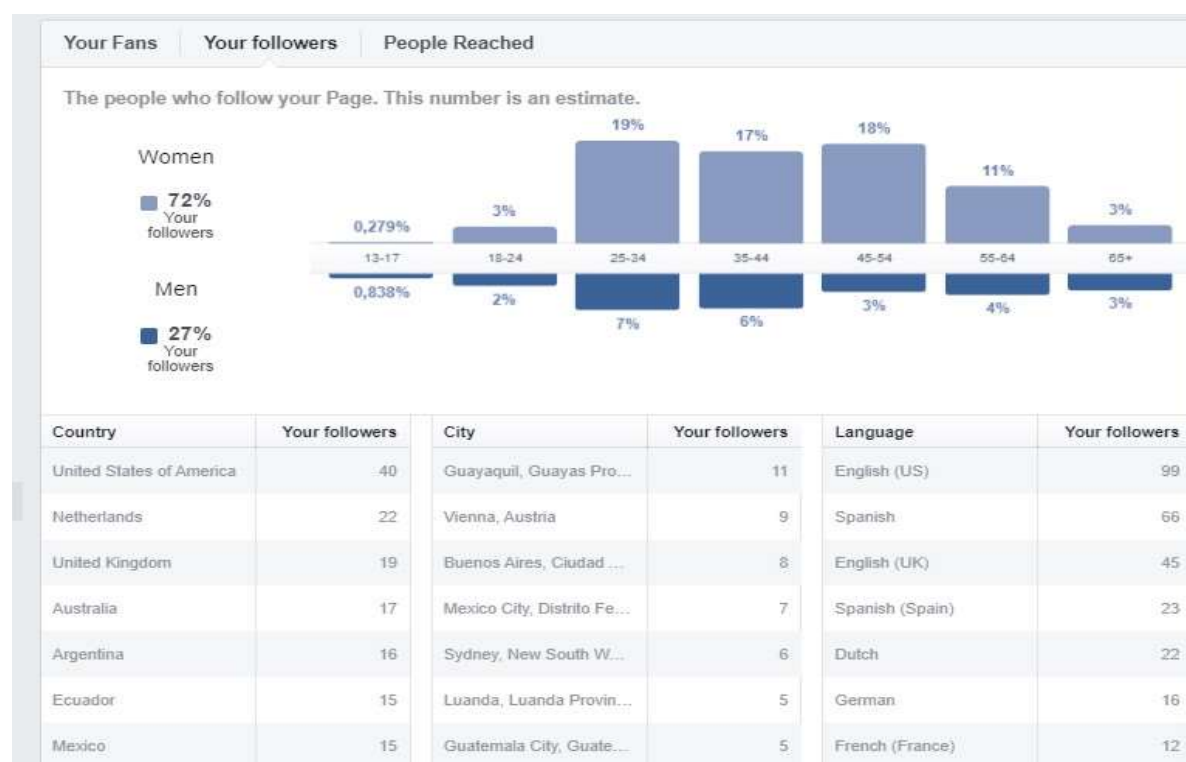 Your Fans Your followers People Reached
The people who follow your Page. This number is an estimate.
19% 17% 18% 11%
Women
72%
Your
followers
0,279% 3% 3%
13-17 18-24 25-34 35-44 45-54 55-64 65+
Men
0,838% 2% 7% 6% 3% 4% 3%
27%
Your
followers
Country Your followers City Your followers Language Your followers
United States of America 40 Guayaquil, Guayas Pro... 11 English (US) 99
Netherlands 22 Vienna, Austria 9 Spanish 66
United Kingdom 19 Buenos Aires, Ciudad ... 8 English (UK) 45
Australia 17 Mexico City, Distrito Fe... 7 Spanish (Spain) 23
Argentina 16 Sydney, New South W... 6 Dutch 22
Ecuador 15 Luanda, Luanda Provin... 5 German 16
Mexico 15 Guatemala City, Guate... 5 French (France) 12